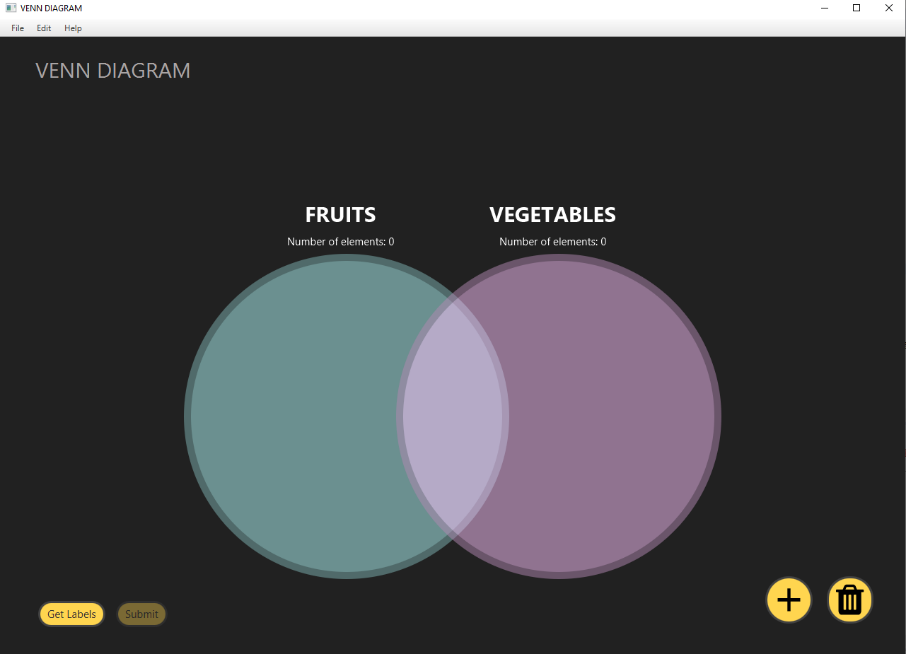 VENN DIAGRAM
File Edit Help
VENN DIAGRAM
FRUITS VEGETABLES
Number of elements: 0 Number of elements: 0
Get Labels Submit